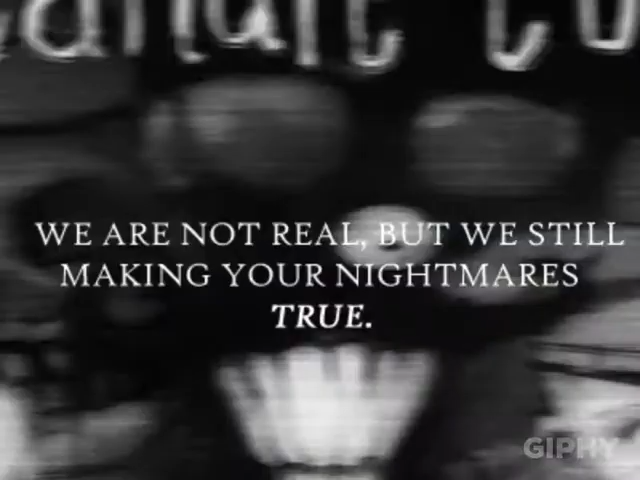 WE ARE NOT REAL, BUT WE STILL
MAKING YOUR NIGHTMARES
TRUE.
GIPHY